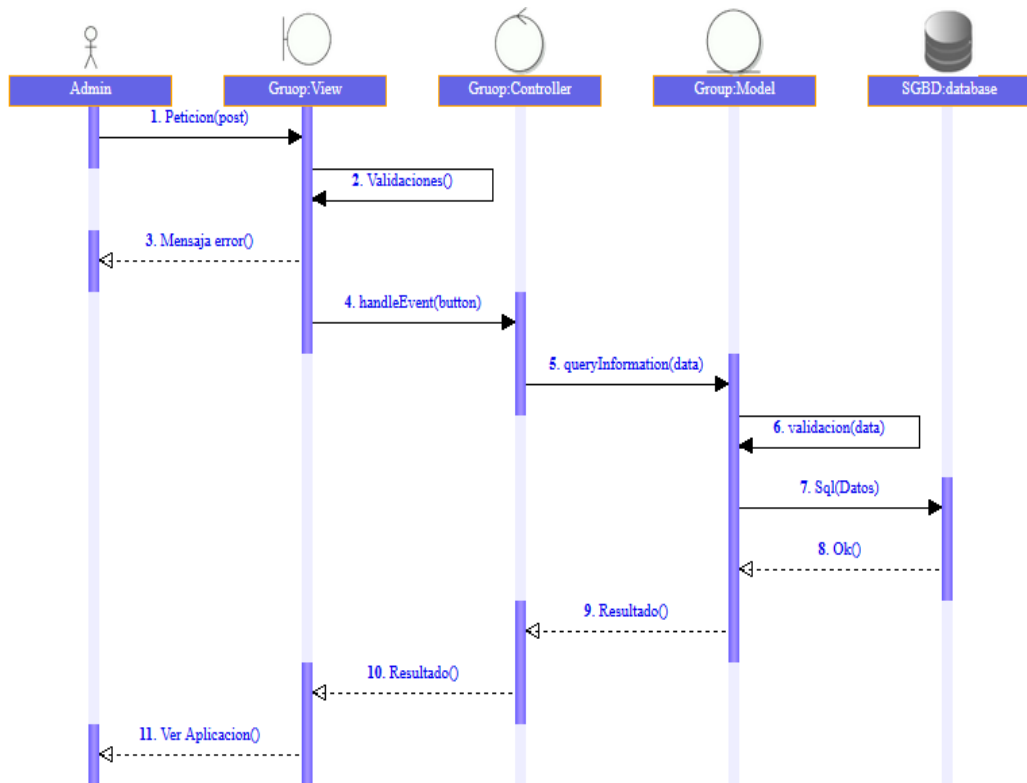 Admin
Gruop:View
Gruop:Controller
Group:Model
SGBD:database
1. Peticion(post)
2. Validaciones()
3. Mensaja error()
4. handleEvent(button)
5. queryInformation(data)
6. validacion(data)
7. Sql(Datos)
8. Ok()
9. Resultado()
10. Resultado()
11. Ver Aplicacion()